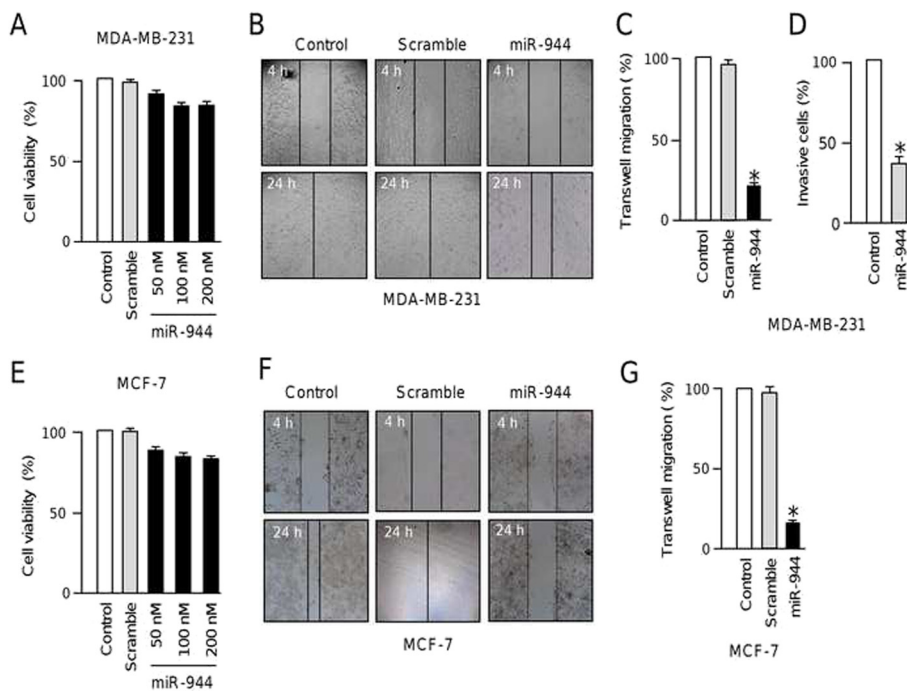 A
MDA-MB-231
Cell viability (%)
100
50
0
Control
Scramble
50 nM
100 nM
200 nM
miR-944
B
Control Scramble miR-944
4 h 4 h 4 h
24 h 24 h 24 h
MDA-MB-231
C
Transwell migration ( %)
100
50
0
Control
Scramble
miR-944
*
D
Invasive cells (%)
100
50
0
Control
miR-944
*
MDA-MB-231
E
MCF-7
Cell viability (%)
100
50
0
Control
Scramble
50 nM
100 nM
200 nM
miR-944
F
Control Scramble miR-944
4 h 4 h 4 h
24 h 24 h 24 h
MCF-7
G
Transwell migration ( %)
100
50
0
Control
Scramble
miR-944
*
MCF-7